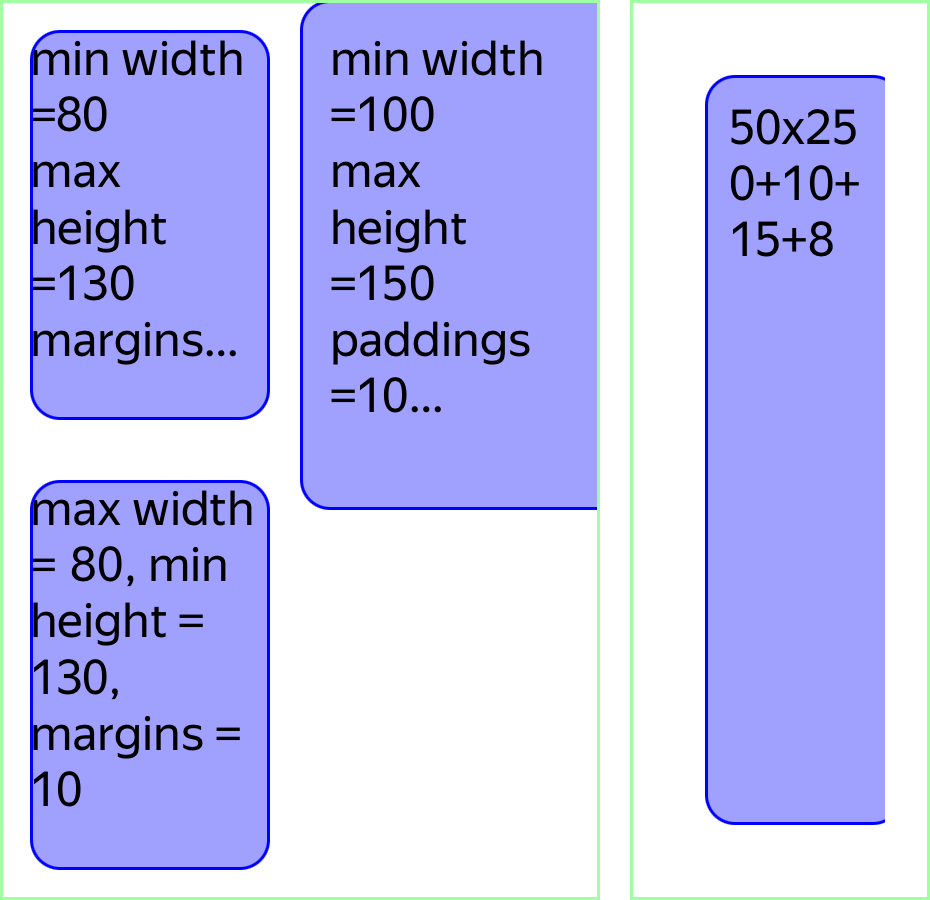 min width
=80
max
height
=130
margins...
min width
=100
max
height
=150
paddings
=10...
max width
= 80, min
height =
130,
margins =
10
50x25
0+10+
15+8